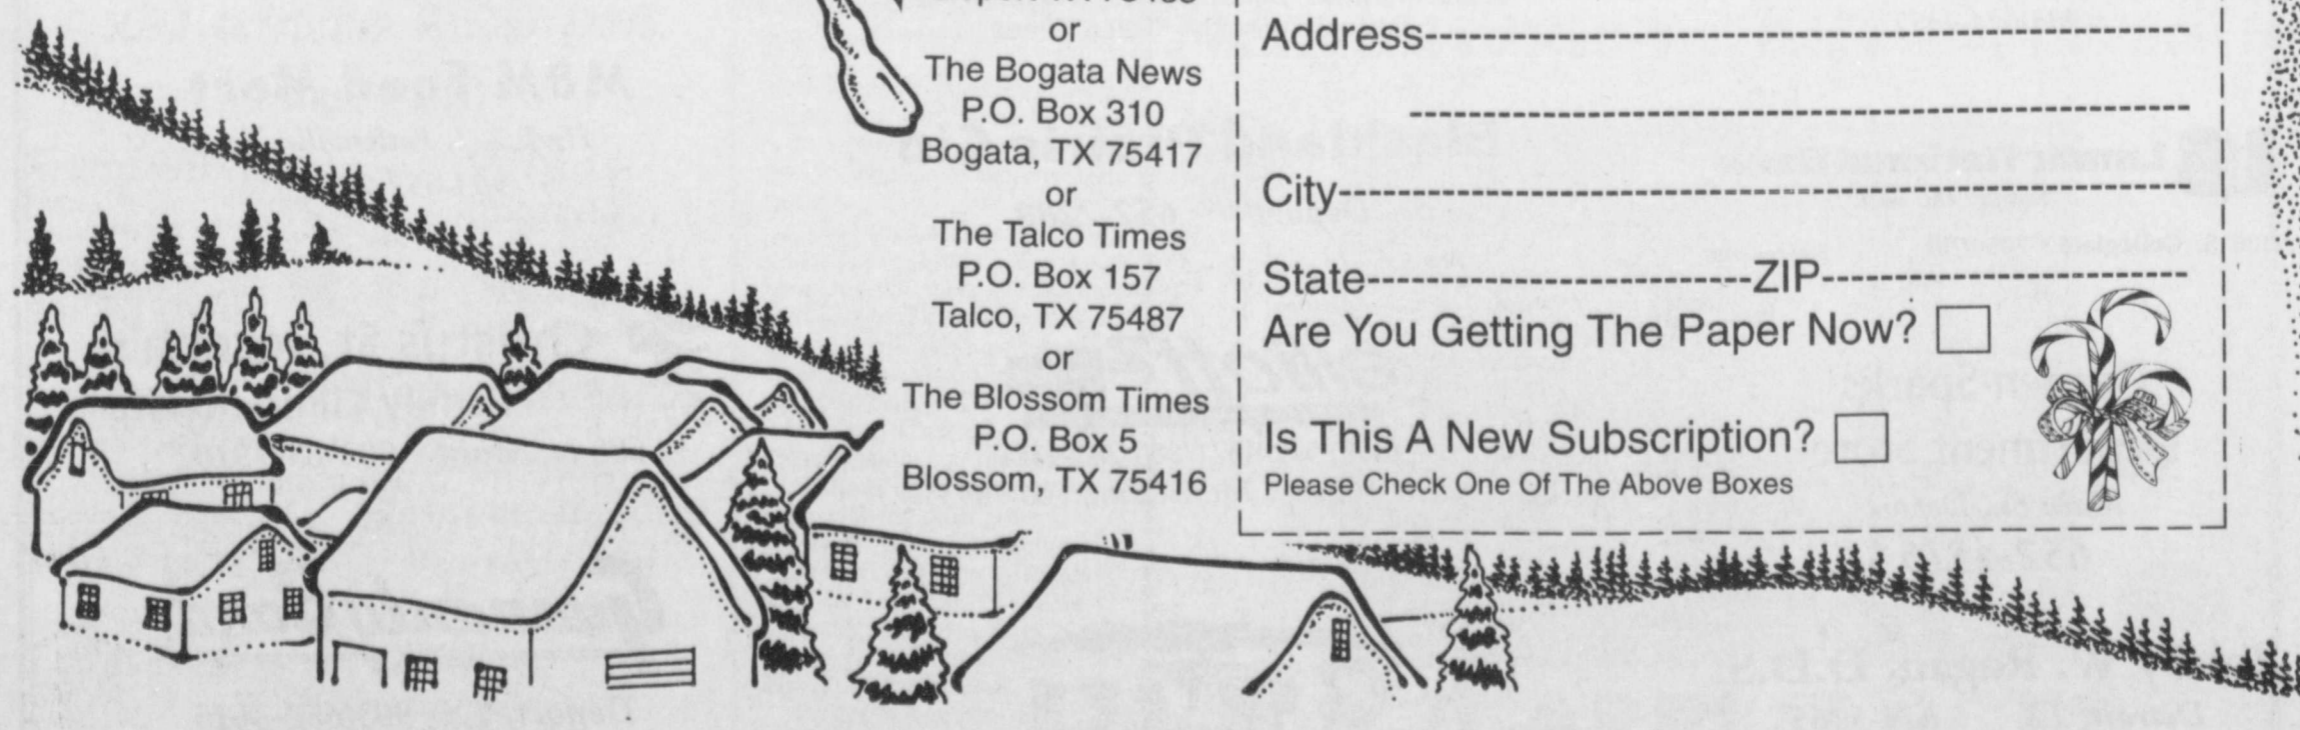 or
The Bogata News
P.O. Box 310
Bogata, TX 75417
or
The Talco Times
P.O. Box 157
Talco, TX 75487
or
The Blossom Times
P.O. Box 5
Blossom, TX 75416
Address
City
State ZIP
Are You Getting The Paper Now?
Is This A New Subscription?
Please Check One Of The Above Boxes